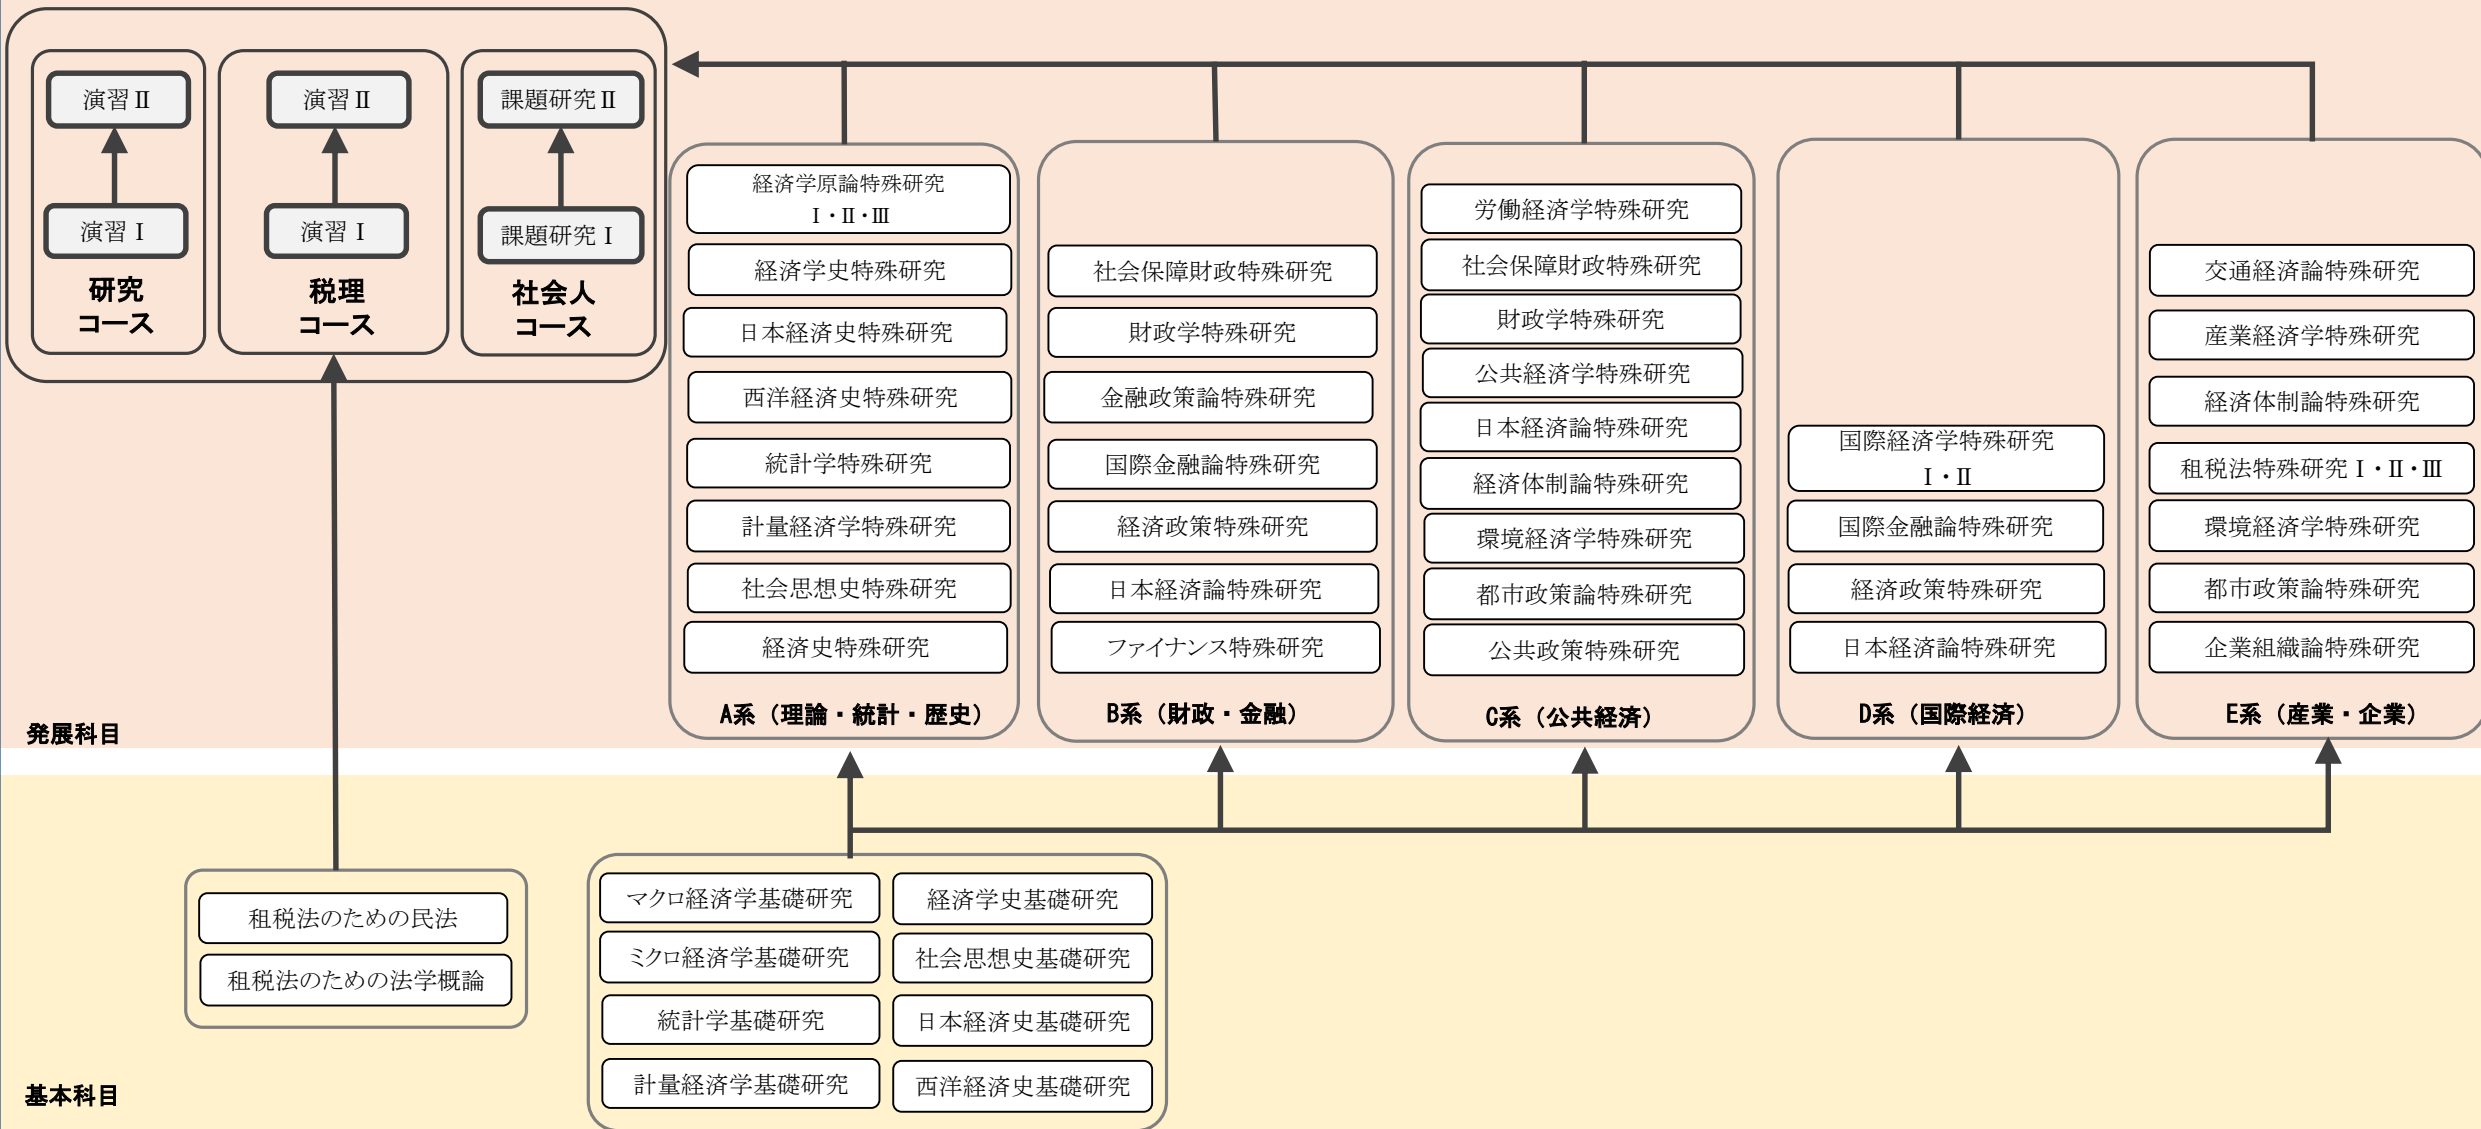 演習Ⅱ
演習Ⅰ
研究
コース
演習Ⅱ
演習Ⅰ
税理
コース
課題研究Ⅱ
課題研究Ⅰ
社会人
コース
経済学原論特殊研究
Ⅰ・Ⅱ・Ⅲ
経済学史特殊研究
日本経済史特殊研究
西洋経済史特殊研究
統計学特殊研究
計量経済学特殊研究
社会思想史特殊研究
経済史特殊研究
A系（理論・統計・歴史）
社会保障財政特殊研究
財政学特殊研究
金融政策論特殊研究
国際金融論特殊研究
経済政策特殊研究
日本経済論特殊研究
ファイナンス特殊研究
B系（財政・金融）
労働経済学特殊研究
社会保障財政特殊研究
財政学特殊研究
公共経済学特殊研究
日本経済論特殊研究
経済体制論特殊研究
環境経済学特殊研究
都市政策論特殊研究
公共政策特殊研究
C系（公共経済）
国際経済学特殊研究
Ⅰ・Ⅱ
国際金融論特殊研究
経済政策特殊研究
日本経済論特殊研究
D系（国際経済）
交通経済論特殊研究
産業経済学特殊研究
経済体制論特殊研究
租税法特殊研究Ⅰ・Ⅱ・Ⅲ
環境経済学特殊研究
都市政策論特殊研究
企業組織論特殊研究
E系（産業・企業）
発展科目
租税法のための民法
租税法のための法学概論
マクロ経済学基礎研究
ミクロ経済学基礎研究
統計学基礎研究
計量経済学基礎研究
経済学史基礎研究
社会思想史基礎研究
日本経済史基礎研究
西洋経済史基礎研究
基本科目